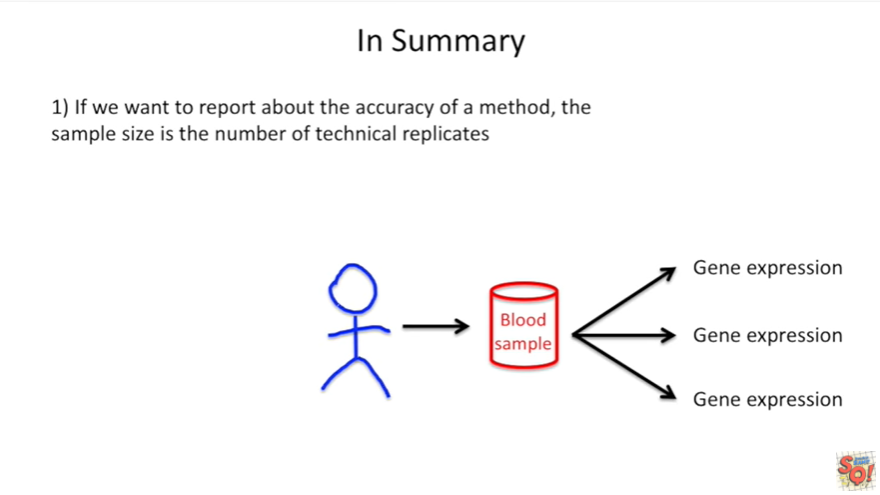 In Summary
1) If we want to report about the accuracy of a method, the
sample size is the number of technical replicates
Gene expression
Blood
sample
Gene expression
Gene expression
SQ!